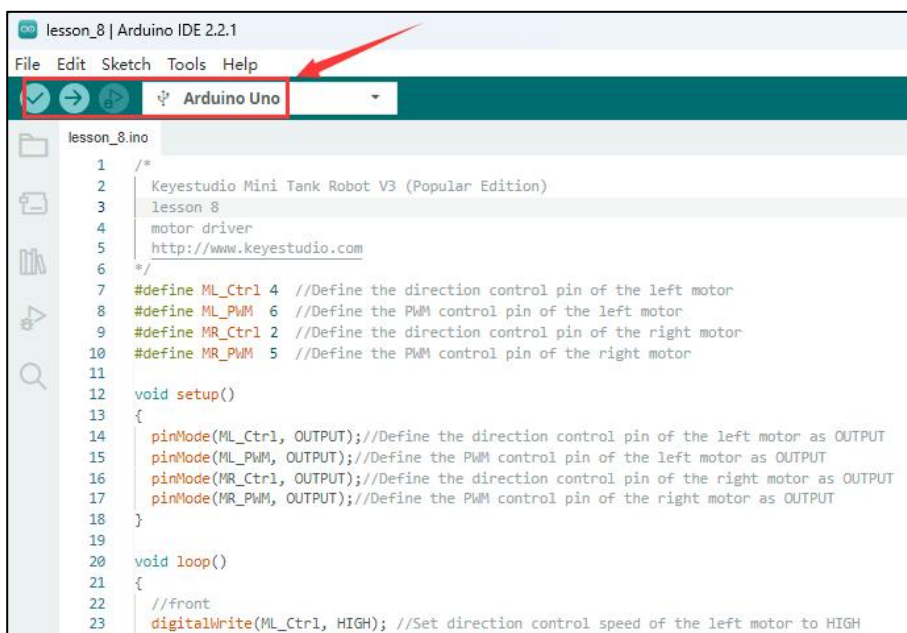 lesson_8 | Arduino IDE 2.2.1
File Edit Sketch Tools Help
Arduino Uno
lesson_8.ino
1 /*
2 Keyestudio Mini Tank Robot V3 (Popular Edition)
3 lesson 8
4 motor driver
5 http://www.keyestudio.com
6 */
7 #define ML_Ctrl 4 //Define the direction control pin of the left motor
8 #define ML_PWM 6 //Define the PWM control pin of the left motor
9 #define MR_Ctrl 2 //Define the direction control pin of the right motor
10 #define MR_PWM 5 //Define the PWM control pin of the right motor
11
12 void setup()
13 {
14 pinMode(ML_Ctrl, OUTPUT);//Define the direction control pin of the left motor as OUTPUT
15 pinMode(ML_PWM, OUTPUT);//Define the PWM control pin of the left motor as OUTPUT
16 pinMode(MR_Ctrl, OUTPUT);//Define the direction control pin of the right motor as OUTPUT
17 pinMode(MR_PWM, OUTPUT);//Define the PWM control pin of the right motor as OUTPUT
18 }
19
20 void loop()
21 {
22 //front
23 digitalWrite(ML_Ctrl, HIGH); //Set direction control speed of the left motor to HIGH